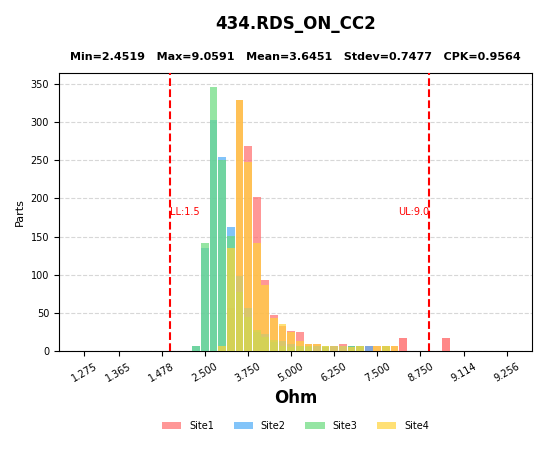 434.RDS_ON_CC2
Min=2.4519 Max=9.0591 Mean=3.6451 Stdev=0.7477 CPK=0.9564
350
300
250
200
150
100
50
0
Parts
LL:1.5
UL:9.0
1.275 1.365 1.478 2.500 3.750 5.000 6.250 7.500 8.750 9.114 9.256
Ohm
Site1 Site2 Site3 Site4